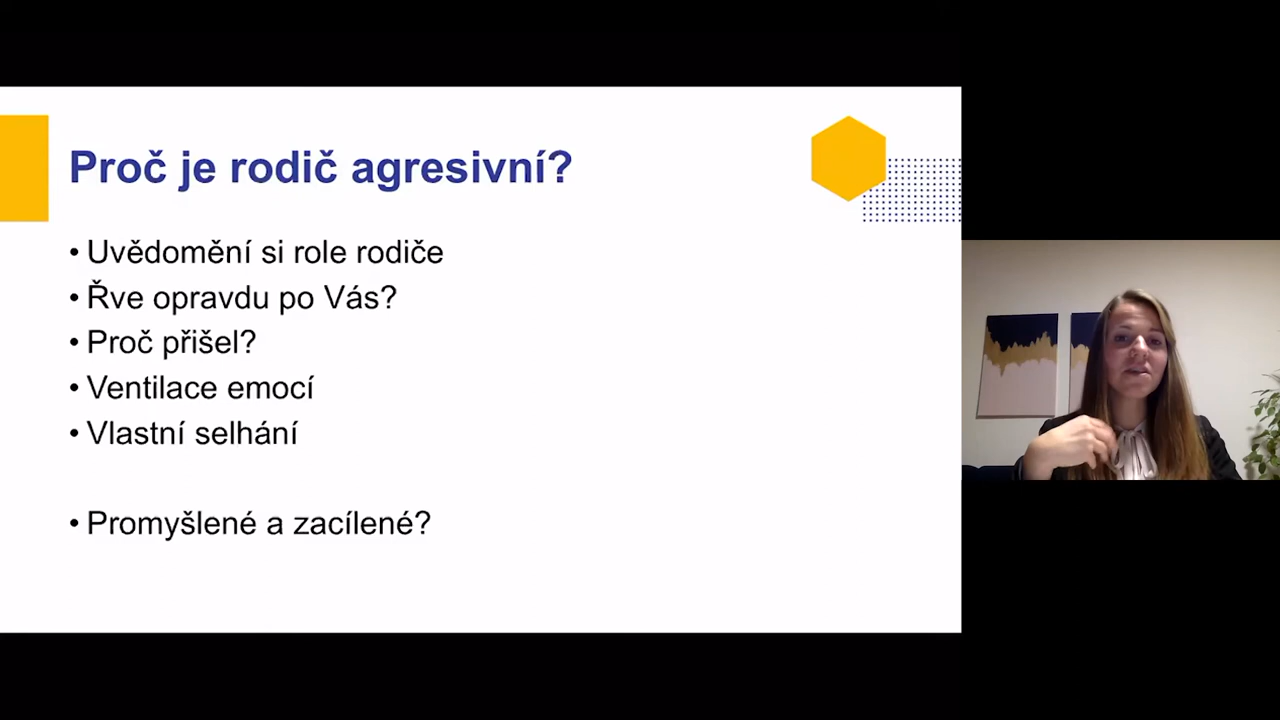 Proč je rodič agresivní?
• Uvědomění si role rodiče
• Řve opravdu po Vás?
• Proč přišel?
• Ventilace emocí
• Vlastní selhání
• Promyšlené a zacílené?